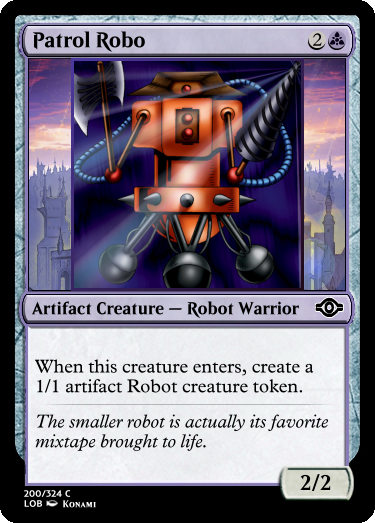 Patrol Robo
2
Artifact Creature — Robot Warrior
When this creature enters, create a
1/1 artifact Robot creature token.
The smaller robot is actually its favorite
mixtape brought to life.
2/2
200/324 C
LOB Konami